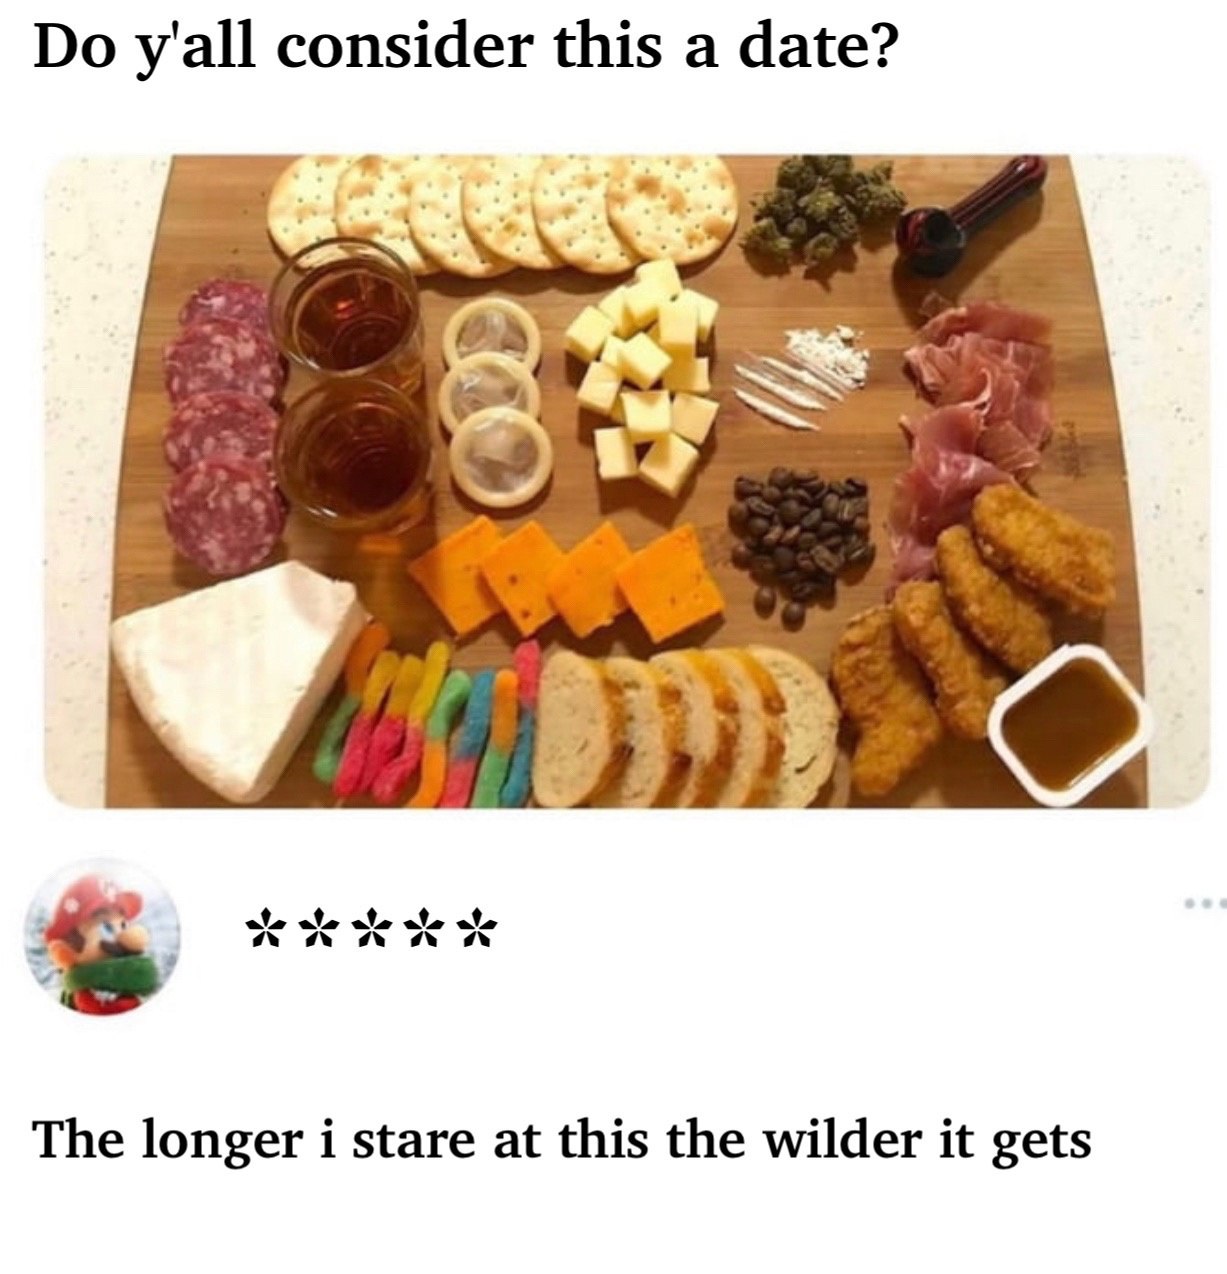 Do y'all consider this a date?
*****
The longer i stare at this the wilder it gets